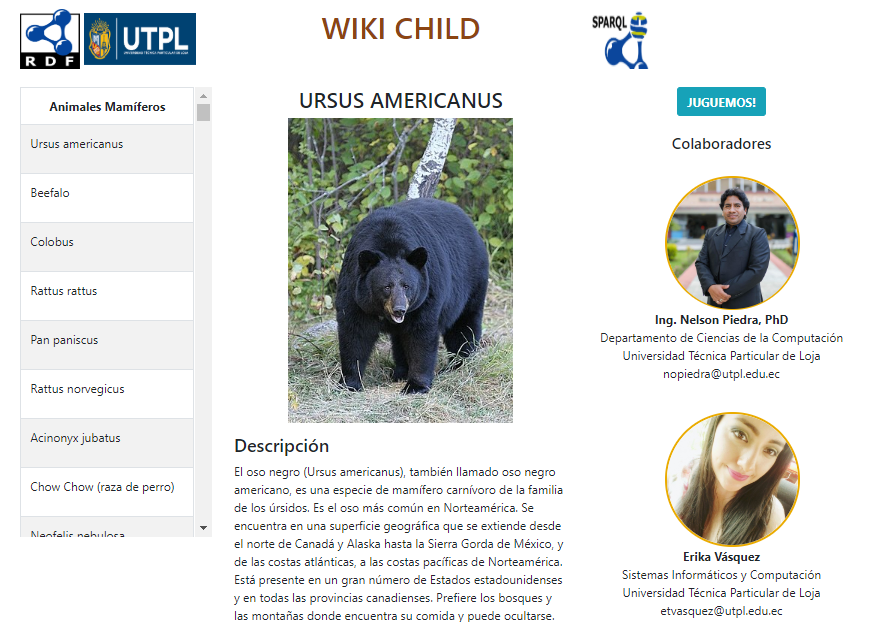 RDF
UTPL
UNIVERSIDAD TÉCNICA PARTICULAR DE LOJA
WIKI CHILD
SPARQL
Animales Mamíferos
Ursus americanus
Beefalo
Colobus
Rattus rattus
Pan paniscus
Rattus norvegicus
Acinonyx jubatus
Chow Chow (raza de perro)
Neofelis nebulosa
URSUS AMERICANUS
Descripción
El oso negro (Ursus americanus), también llamado oso negro
americano, es una especie de mamífero carnívoro de la familia
de los úrsidos. Es el oso más común en Norteamérica. Se
encuentra en una superficie geográfica que se extiende desde
el norte de Canadá y Alaska hasta la Sierra Gorda de México, y
de las costas atlánticas, a las costas pacíficas de Norteamérica.
Está presente en un gran número de Estados estadounidenses
y en todas las provincias canadienses. Prefiere los bosques y
las montañas donde encuentra su comida y puede ocultarse.
JUGUEMOS!
Colaboradores
Ing. Nelson Piedra, PhD
Departamento de Ciencias de la Computación
Universidad Técnica Particular de Loja
nopiedra@utpl.edu.ec
Erika Vásquez
Sistemas Informáticos y Computación
Universidad Técnica Particular de Loja
etvasquez@utpl.edu.ec